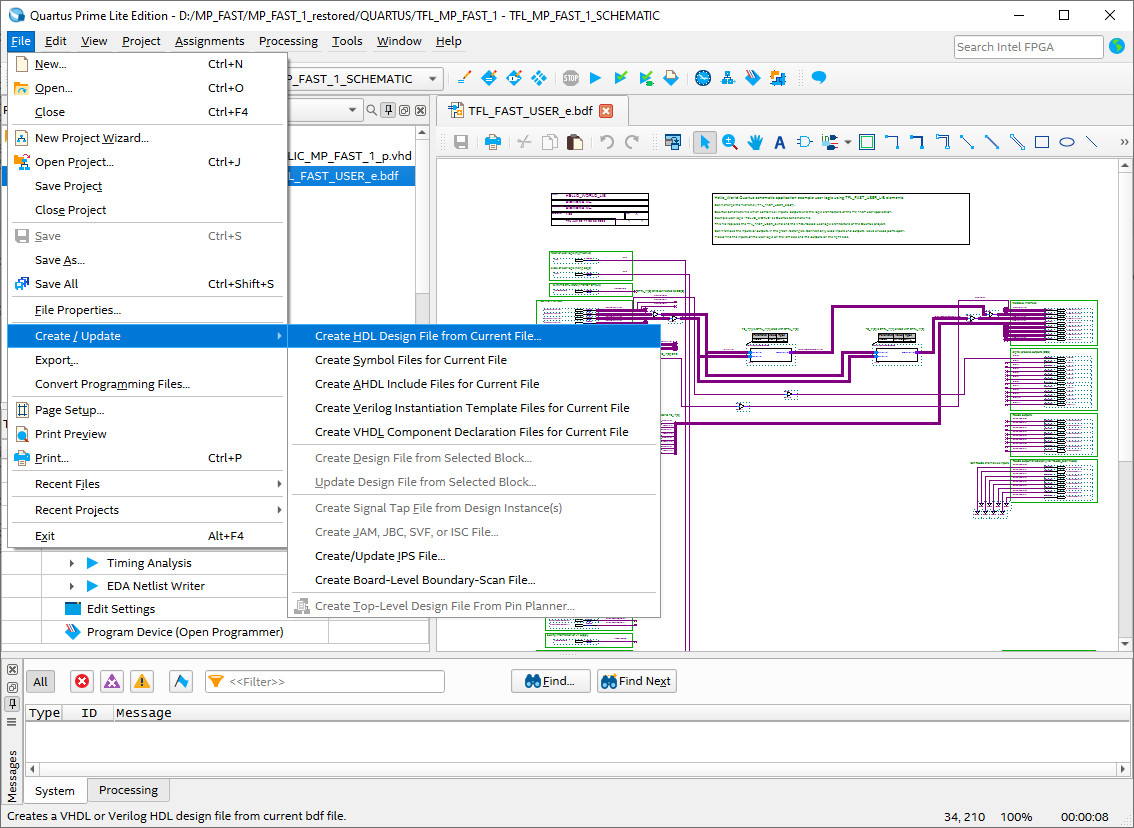 Quartus Prime Lite Edition - D:/MP_FAST/MP_FAST_1_restored/QUARTUS/TFL_MP_FAST_1 - TFL_MP_FAST_1_SCHEMATIC
File Edit View Project Assignments Processing Tools Window Help
Search Intel FPGA
P_FAST_1_SCHEMATIC
STOP
New... Ctrl+N
Open... Ctrl+O
Close Ctrl+F4
New Project Wizard...
Open Project... Ctrl+J
Save Project
Close Project
Save Ctrl+S
Save As...
Save All Ctrl+Shift+S
File Properties...
Create / Update
Export...
Convert Programming Files...
Page Setup...
Print Preview
Print... Ctrl+P
Recent Files
Recent Projects
Exit Alt+F4
LIC_MP_FAST_1_p.vhd
L_FAST_USER_e.bdf
TFL_FAST_USER_e.bdf
Create HDL Design File from Current File...
Create Symbol Files for Current File
Create AHDL Include Files for Current File
Create Verilog Instantiation Template Files for Current File
Create VHDL Component Declaration Files for Current File
Create Design File from Selected Block...
Update Design File from Selected Block...
Create Signal Tap File from Design Instance(s)
Create JAM, JBC, SVF, or ISC File...
Create/Update IPS File...
Create Board-Level Boundary-Scan File...
Create Top-Level Design File From Pin Planner...
Timing Analysis
EDA Netlist Writer
Edit Settings
Program Device (Open Programmer)
All
<<Filter>>
Find...
Find Next
Type ID Message
Messages
System Processing
Creates a VHDL or Verilog HDL design file from current bdf file.
34, 210 100% 00:00:08